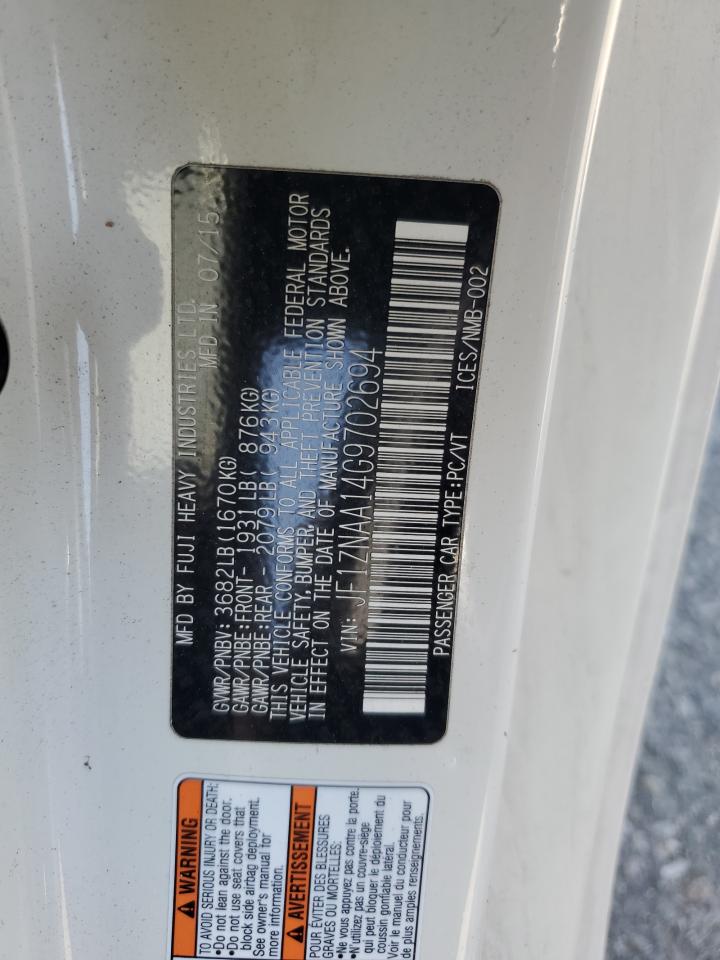 MFD BY FUJI HEAVY INDUSTRIES LTD.
MFD IN 07/15
GVWR/PNBV: 3682LB(1670KG)
GAWR/PNBE:FRONT- 1931LB( 876KG)
GAWR/PNBE:REAR - 2079LB( 943KG)
THIS VEHICLE CONFORMS TO ALL APPLICABLE FEDERAL MOTOR
VEHICLE SAFETY, BUMPER, AND THEFT PREVENTION STANDARDS
IN EFFECT ON THE DATE OF MANUFACTURE SHOWN ABOVE.
VIN: JF1ZNAA14G9702694
PASSENGER CAR TYPE:PC/VT ICES/NMB-002
WARNING
TO AVOID SERIOUS INJURY OR DEATH:
•Do not lean against the door.
•Do not use seat covers that
block side airbag deployment.
See owner's manual for
more information.
AVERTISSEMENT
POUR ÉVITER DES BLESSURES
GRAVES OU MORTELLES:
•Ne vous appuyez pas contre la porte.
•N'utilizez pas un couvre-siège
qui peut bloquer le déploiement du
coussin gonflable latéral.
Voir le manuel du conducteur pour
de plus amples renseignements.